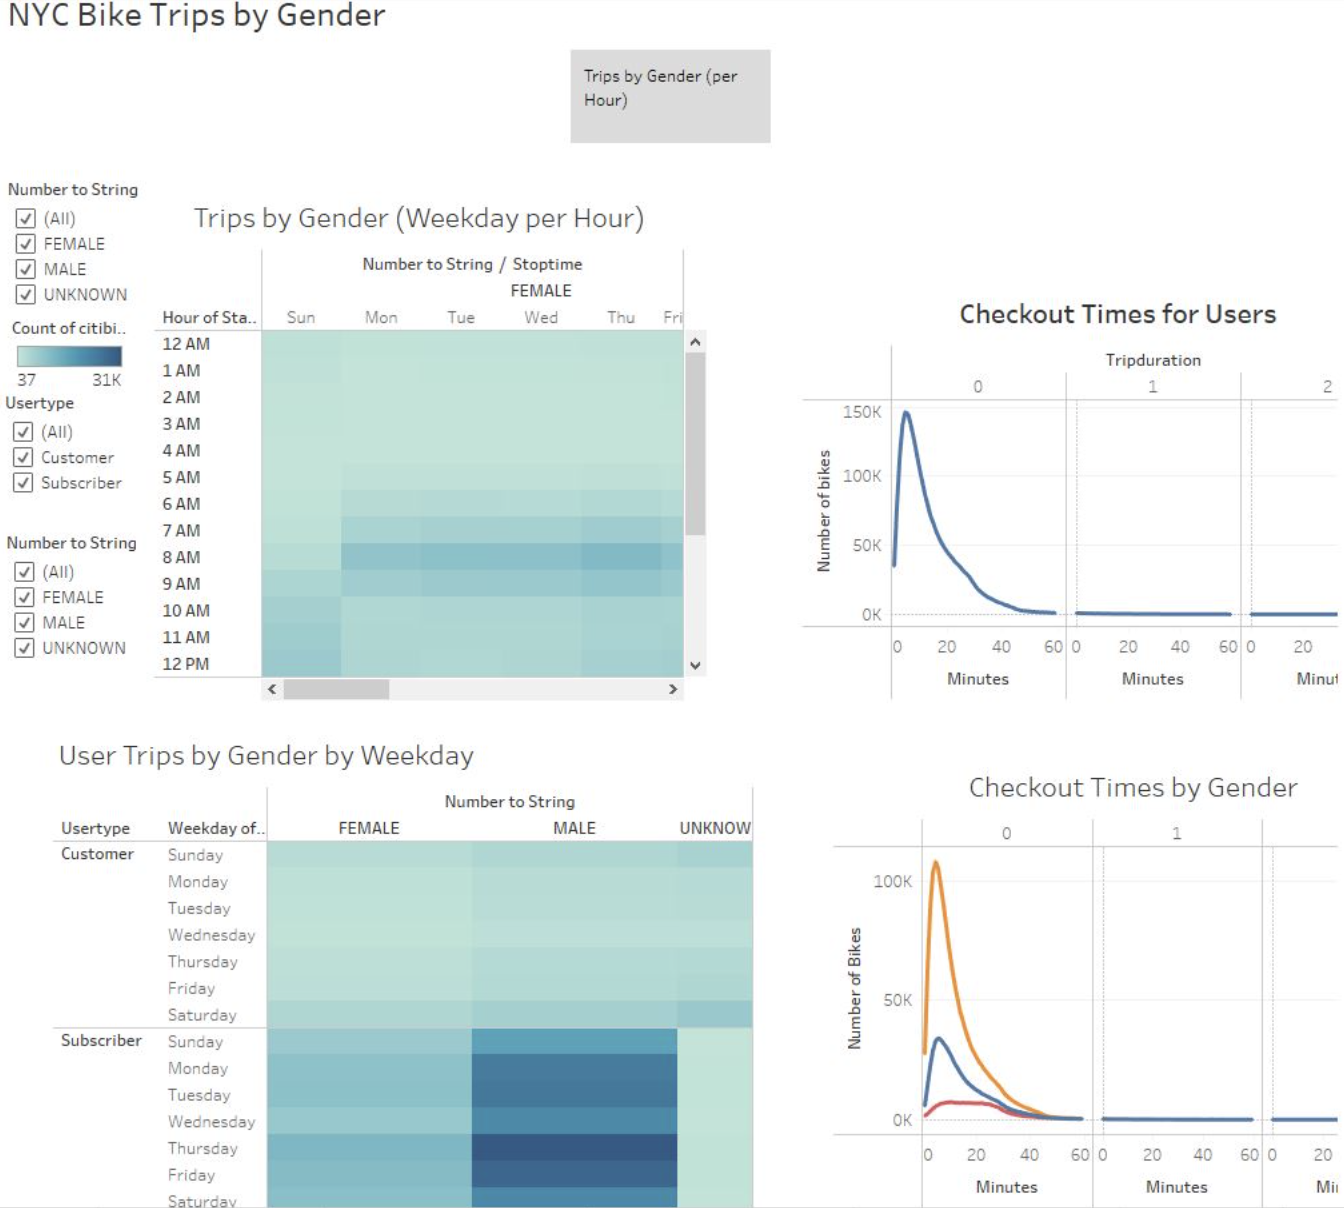 NYC Bike Trips by Gender
Trips by Gender (per
Hour)
Number to String
(All)
FEMALE
MALE
UNKNOWN
Count of citibi..
37 31K
Usertype
(All)
Customer
Subscriber
Number to String
(All)
FEMALE
MALE
UNKNOWN
Trips by Gender (Weekday per Hour)
Number to String / Stoptime
FEMALE
Hour of Sta.. Sun Mon Tue Wed Thu Fri
12 AM
1 AM
2 AM
3 AM
4 AM
5 AM
6 AM
7 AM
8 AM
9 AM
10 AM
11 AM
12 PM
Checkout Times for Users
Tripduration
0 1 2
Number of bikes
150K
100K
50K
0K
0 20 40 60 0 20 40 60 0 20
Minutes Minutes Minut
User Trips by Gender by Weekday
Number to String
Usertype Weekday of.. FEMALE MALE UNKNOW
Customer Sunday
Monday
Tuesday
Wednesday
Thursday
Friday
Saturday
Subscriber Sunday
Monday
Tuesday
Wednesday
Thursday
Friday
Saturday
Checkout Times by Gender
0 1
Number of Bikes
100K
50K
0K
0 20 40 60 0 20 40 60 0 20
Minutes Minutes Mi